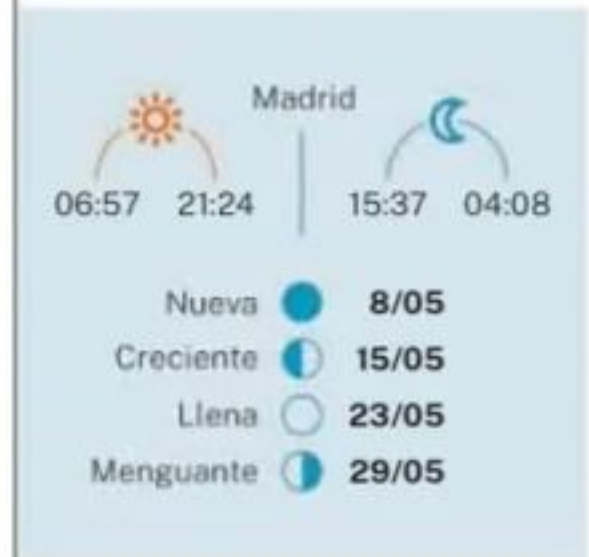 Madrid
06:57 21:24 15:37 04:08
Nueva 8/05
Creciente 15/05
Llena 23/05
Menguante 29/05